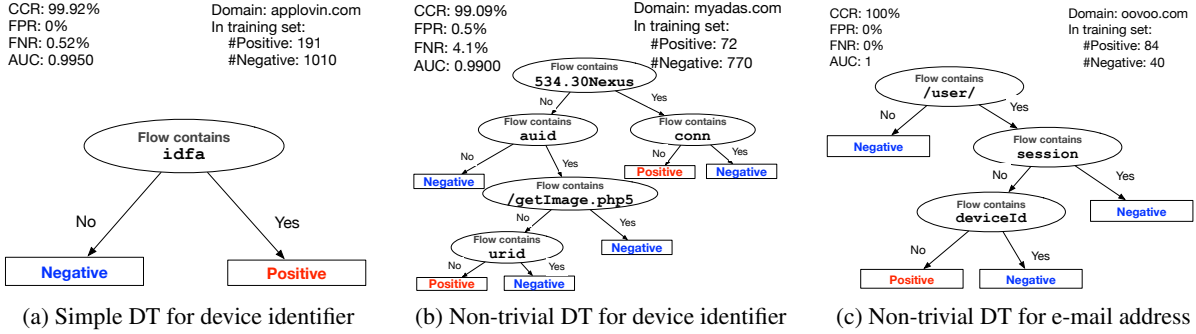 CCR: 99.92%
FPR: 0%
FNR: 0.52%
AUC: 0.9950
Domain: applovin.com
In training set:
#Positive: 191
#Negative: 1010
Flow contains
idfa
No
Yes
Negative
Positive
(a) Simple DT for device identifier
CCR: 99.09%
FPR: 0.5%
FNR: 4.1%
AUC: 0.9900
Domain: myadas.com
In training set:
#Positive: 72
#Negative: 770
Flow contains
534.30Nexus
No
Yes
Flow contains
auid
Flow contains
conn
No
Yes
No
Yes
Negative
Positive
Negative
Flow contains
/getImage.php5
No
Yes
Flow contains
urid
Negative
No
Yes
Positive
Negative
(b) Non-trivial DT for device identifier
CCR: 100%
FPR: 0%
FNR: 0%
AUC: 1
Domain: oovoo.com
In training set:
#Positive: 84
#Negative: 40
Flow contains
/user/
No
Yes
Negative
Flow contains
session
No
Yes
Flow contains
deviceId
Negative
No
Yes
Positive
Negative
(c) Non-trivial DT for e-mail address